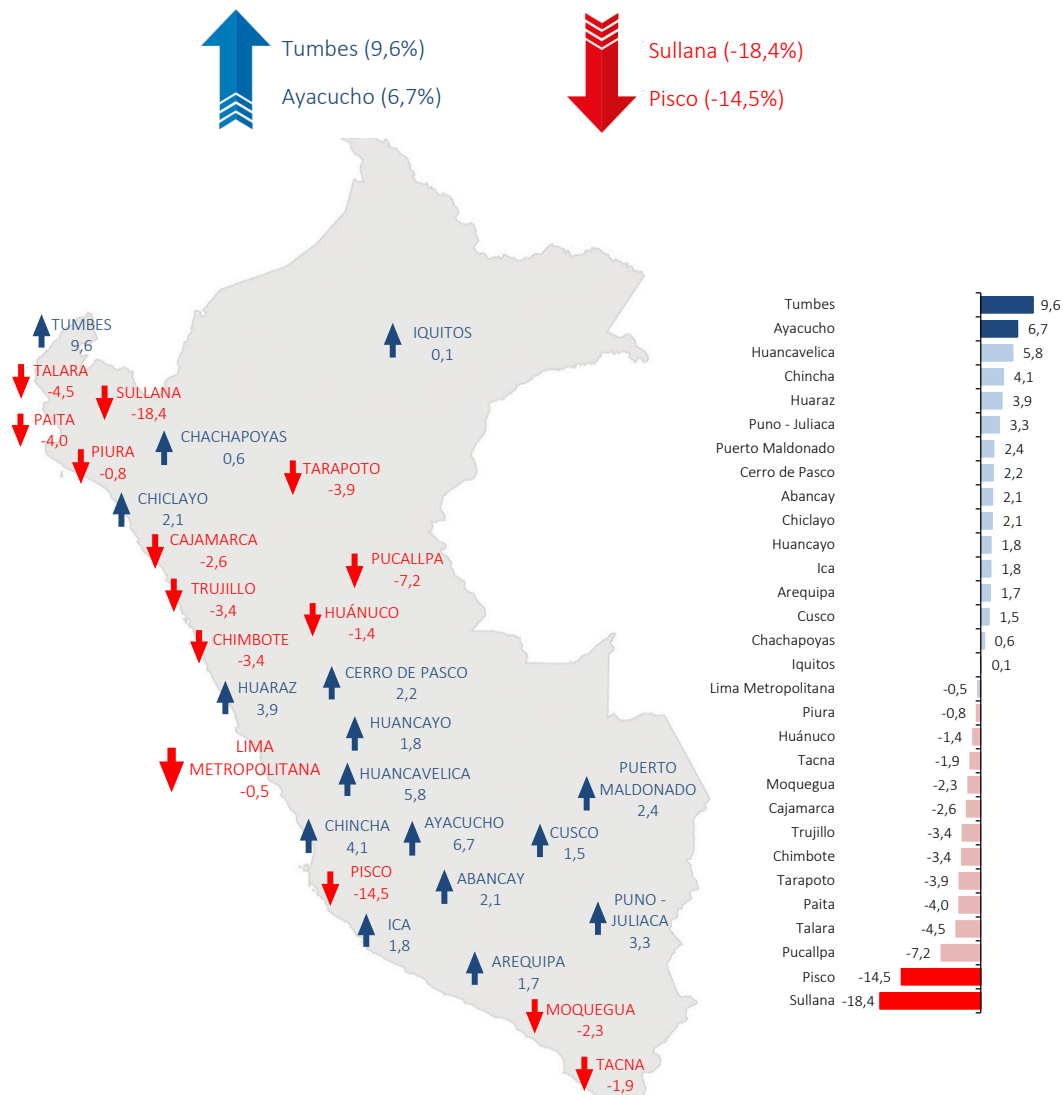 Tumbes (9,6%)
Ayacucho (6,7%)
Sullana (-18,4%)
Pisco (-14,5%)
TUMBES
9,6
IQUITOS
0,1
TALARA
-4,5
SULLANA
-18,4
PAITA
-4,0
CHACHAPOYAS
0,6
PIURA
-0,8
TARAPOTO
-3,9
CHICLAYO
2,1
CAJAMARCA
-2,6
PUCALLPA
-7,2
TRUJILLO
-3,4
HUÁNUCO
-1,4
CHIMBOTE
-3,4
CERRO DE PASCO
2,2
HUARAZ
3,9
HUANCAYO
1,8
LIMA
METROPOLITANA
-0,5
HUANCAVELICA
5,8
PUERTO
MALDONADO
2,4
CHINCHA
4,1
AYACUCHO
6,7
CUSCO
1,5
PISCO
-14,5
ABANCAY
2,1
PUNO -
JULIACA
3,3
ICA
1,8
AREQUIPA
1,7
MOQUEGUA
-2,3
TACNA
-1,9
Tumbes 9,6
Ayacucho 6,7
Huancavelica 5,8
Chincha 4,1
Huaraz 3,9
Puno - Juliaca 3,3
Puerto Maldonado 2,4
Cerro de Pasco 2,2
Abancay 2,1
Chiclayo 2,1
Huancayo 1,8
Ica 1,8
Arequipa 1,7
Cusco 1,5
Chachapoyas 0,6
Iquitos 0,1
Lima Metropolitana -0,5
Piura -0,8
Huánuco -1,4
Tacna -1,9
Moquegua -2,3
Cajamarca -2,6
Trujillo -3,4
Chimbote -3,4
Tarapoto -3,9
Paita -4,0
Talara -4,5
Pucallpa -7,2
Pisco -14,5
Sullana -18,4